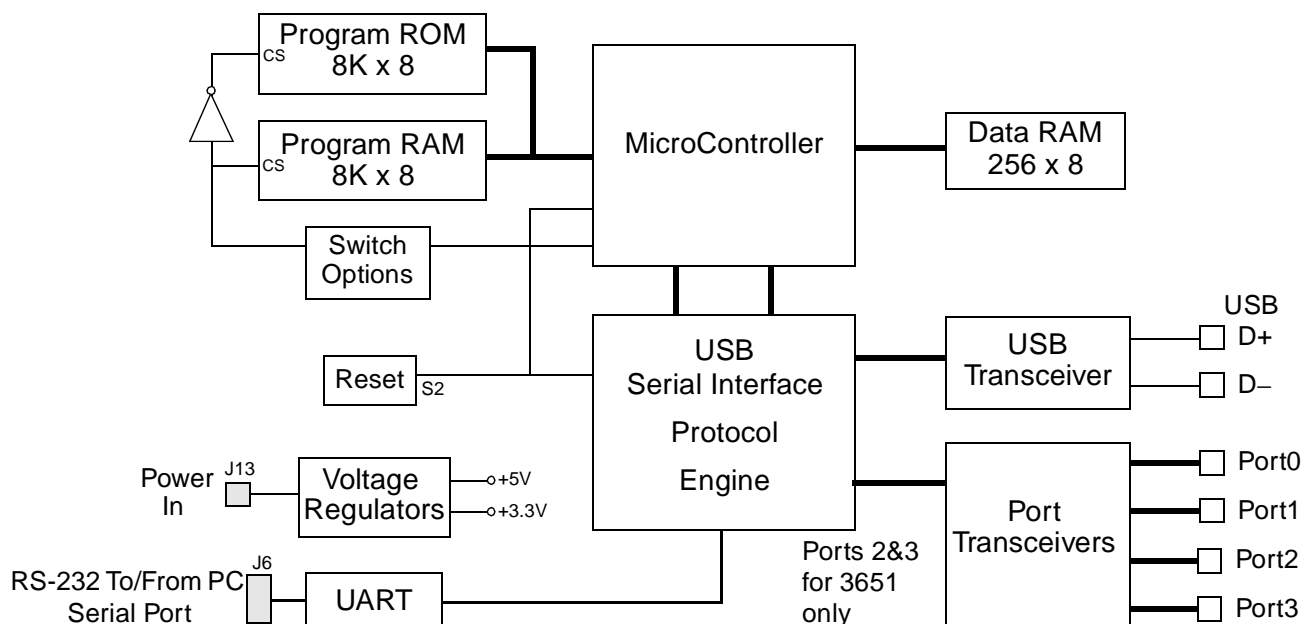 Program ROM
8K x 8
CS
Program RAM
8K x 8
CS
MicroController
Data RAM
256 x 8
Switch
Options
USB
Serial Interface
Protocol
Engine
Reset
S2
USB
Transceiver
USB
D+
D−
Power
In
J13
Voltage
Regulators
+5V
+3.3V
Port
Transceivers
Port0
Port1
Port2
Port3
Ports 2&3
for 3651
only
RS-232 To/From PC
Serial Port
J6
UART